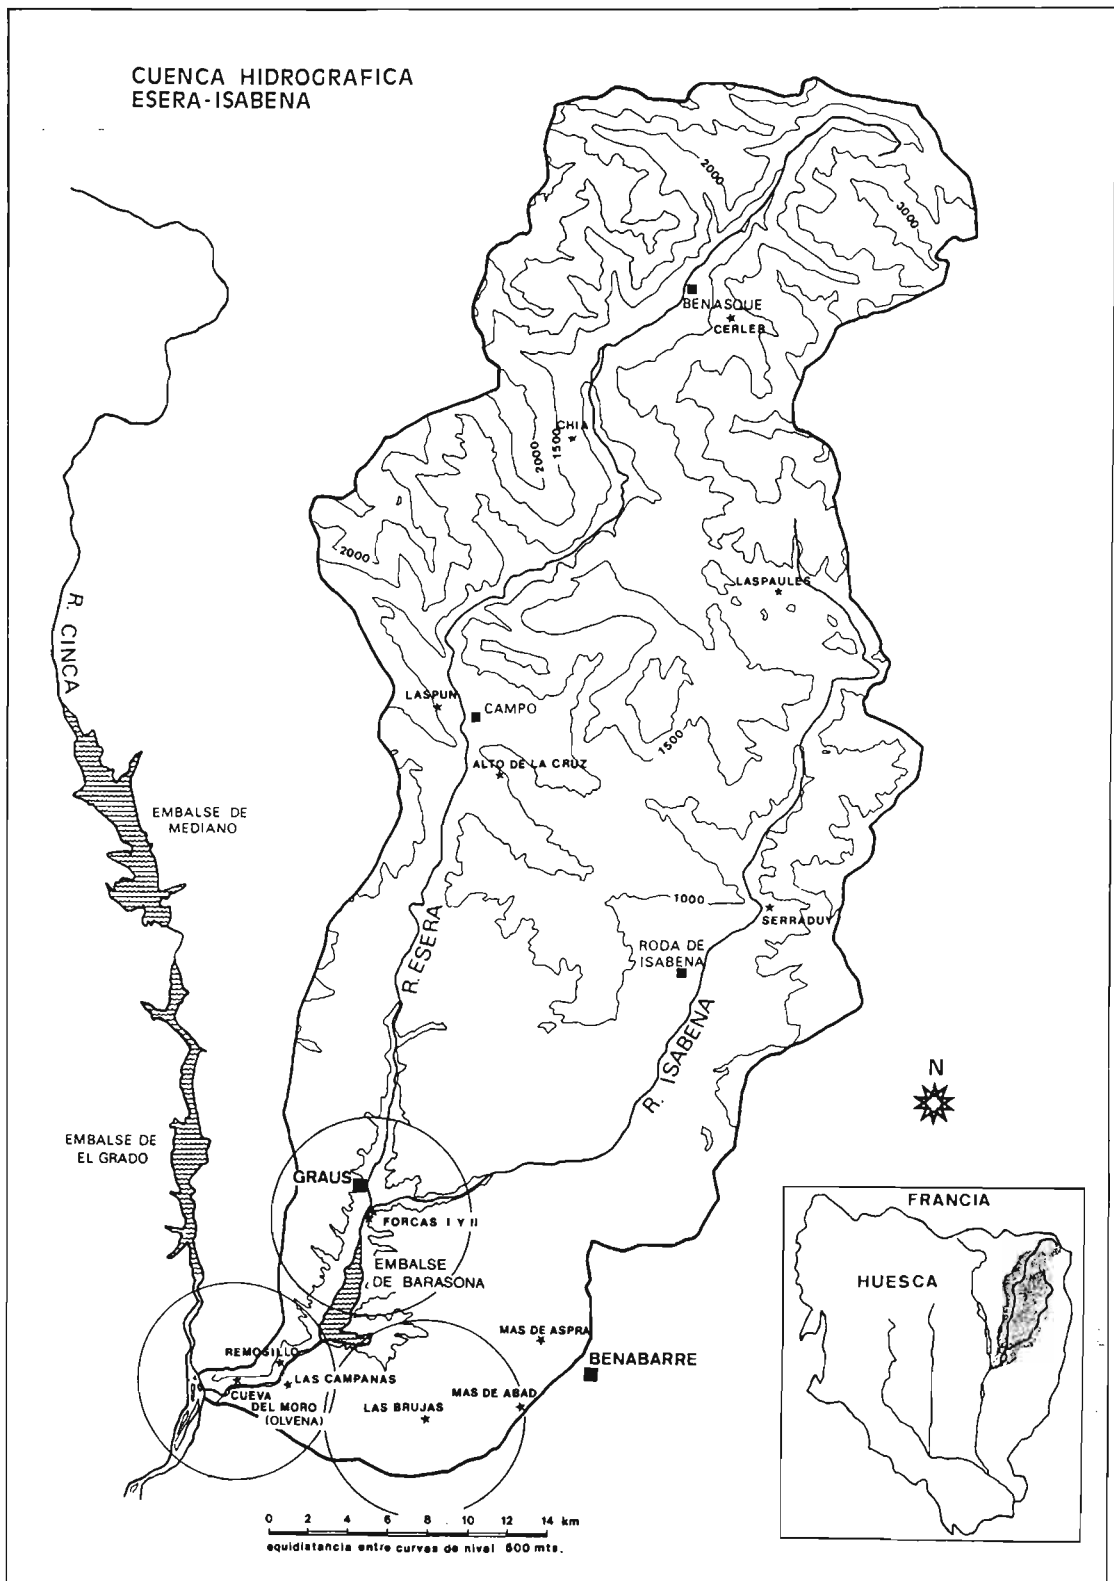 CUENCA HIDROGRAFICA
ESERA-ISABENA
2000
3000
BENASQUE
CERLER
CHIA
2000
1500
2000
R. CINCA
LASPAULES
LASPUN
CAMPO
1500
ALTO DE LA CRUZ
EMBALSE DE
MEDIANO
1000
SERRADUY
R. ESERA
RODA DE
ISABENA
R. ISABENA
N
EMBALSE DE
EL GRADO
GRAUS
FORCAS I Y II
EMBALSE
DE BARASONA
FRANCIA
HUESCA
MAS DE ASPRA
BENABARRE
REMOSILLO
LAS CAMPANAS
CUEVA
DEL MORO
(OLVENA)
MAS DE ABAD
LAS BRUJAS
0 2 4 6 8 10 12 14 km
equidistancia entre curvas de nivel 500 mts.